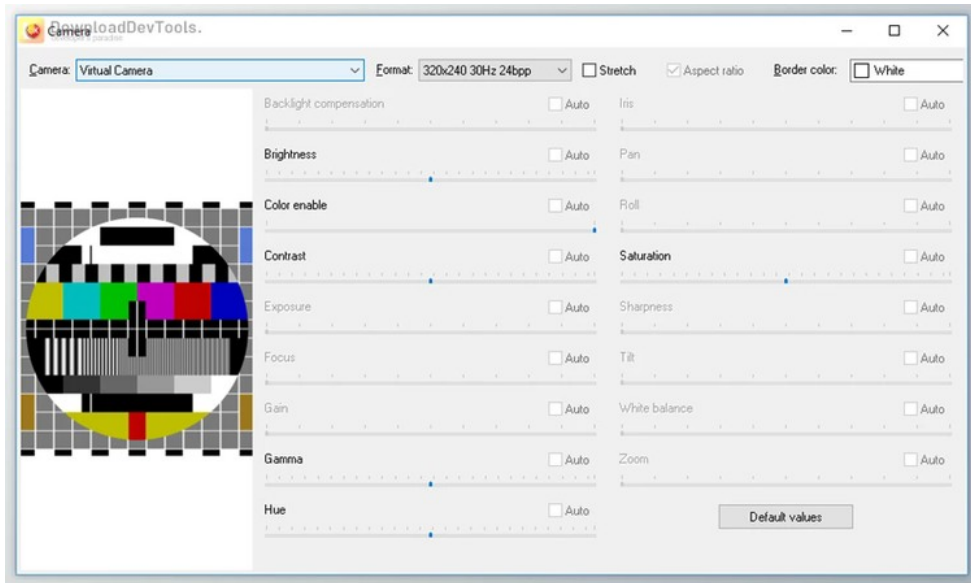 Camera
DownloadDevTools.
developer's paradise
Camera: Virtual Camera Format: 320x240 30Hz 24bpp Stretch Aspect ratio Border color: White
Backlight compensation Auto
Brightness Auto
Color enable Auto
Contrast Auto
Exposure Auto
Focus Auto
Gain Auto
Gamma Auto
Hue Auto
Iris Auto
Pan Auto
Roll Auto
Saturation Auto
Sharpness Auto
Tilt Auto
White balance Auto
Zoom Auto
Default values